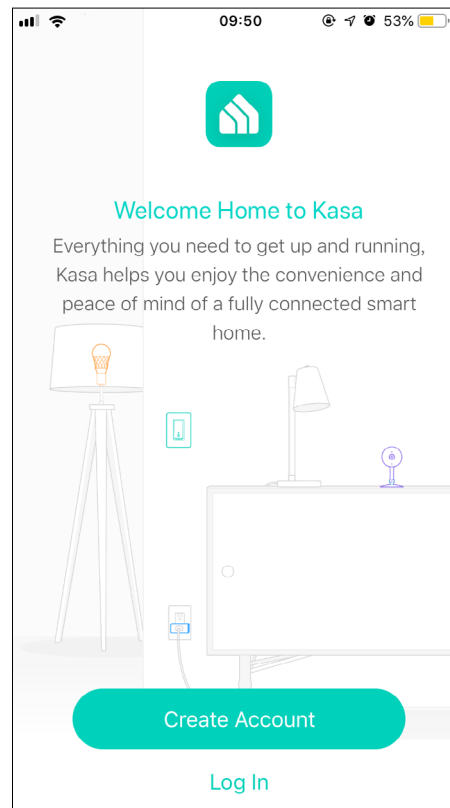 09:50
53%
Welcome Home to Kasa
Everything you need to get up and running,
Kasa helps you enjoy the convenience and
peace of mind of a fully connected smart
home.
Create Account
Log In